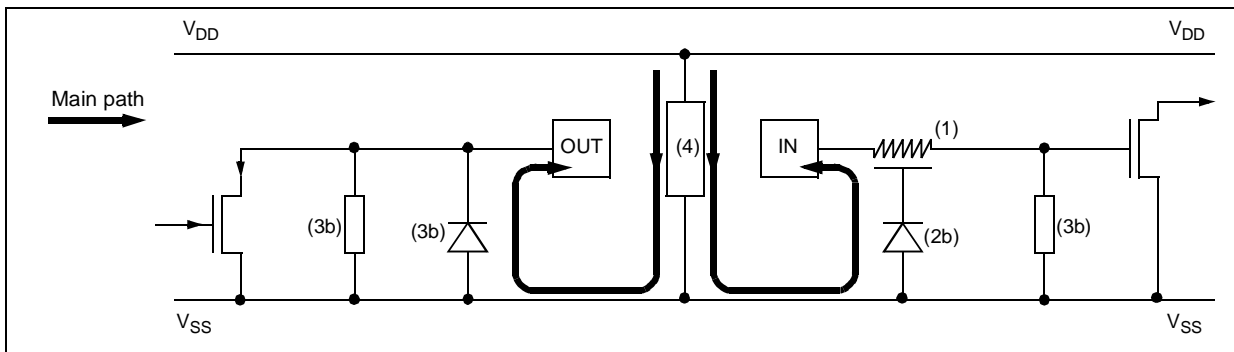 VDD
VDD
Main path
OUT
(4)
IN
(1)
(3b)
(3b)
(2b)
(3b)
VSS
VSS